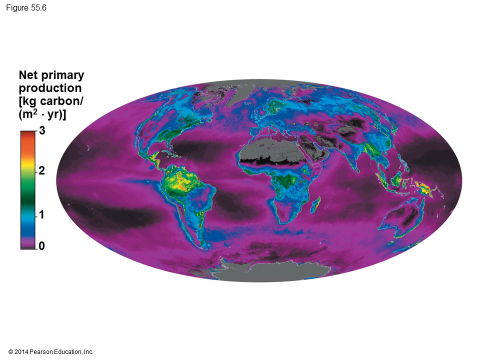 Figure 55.6
Net primary
production
[kg carbon/
(m² · yr)]
3
2
1
0
© 2014 Pearson Education, Inc.